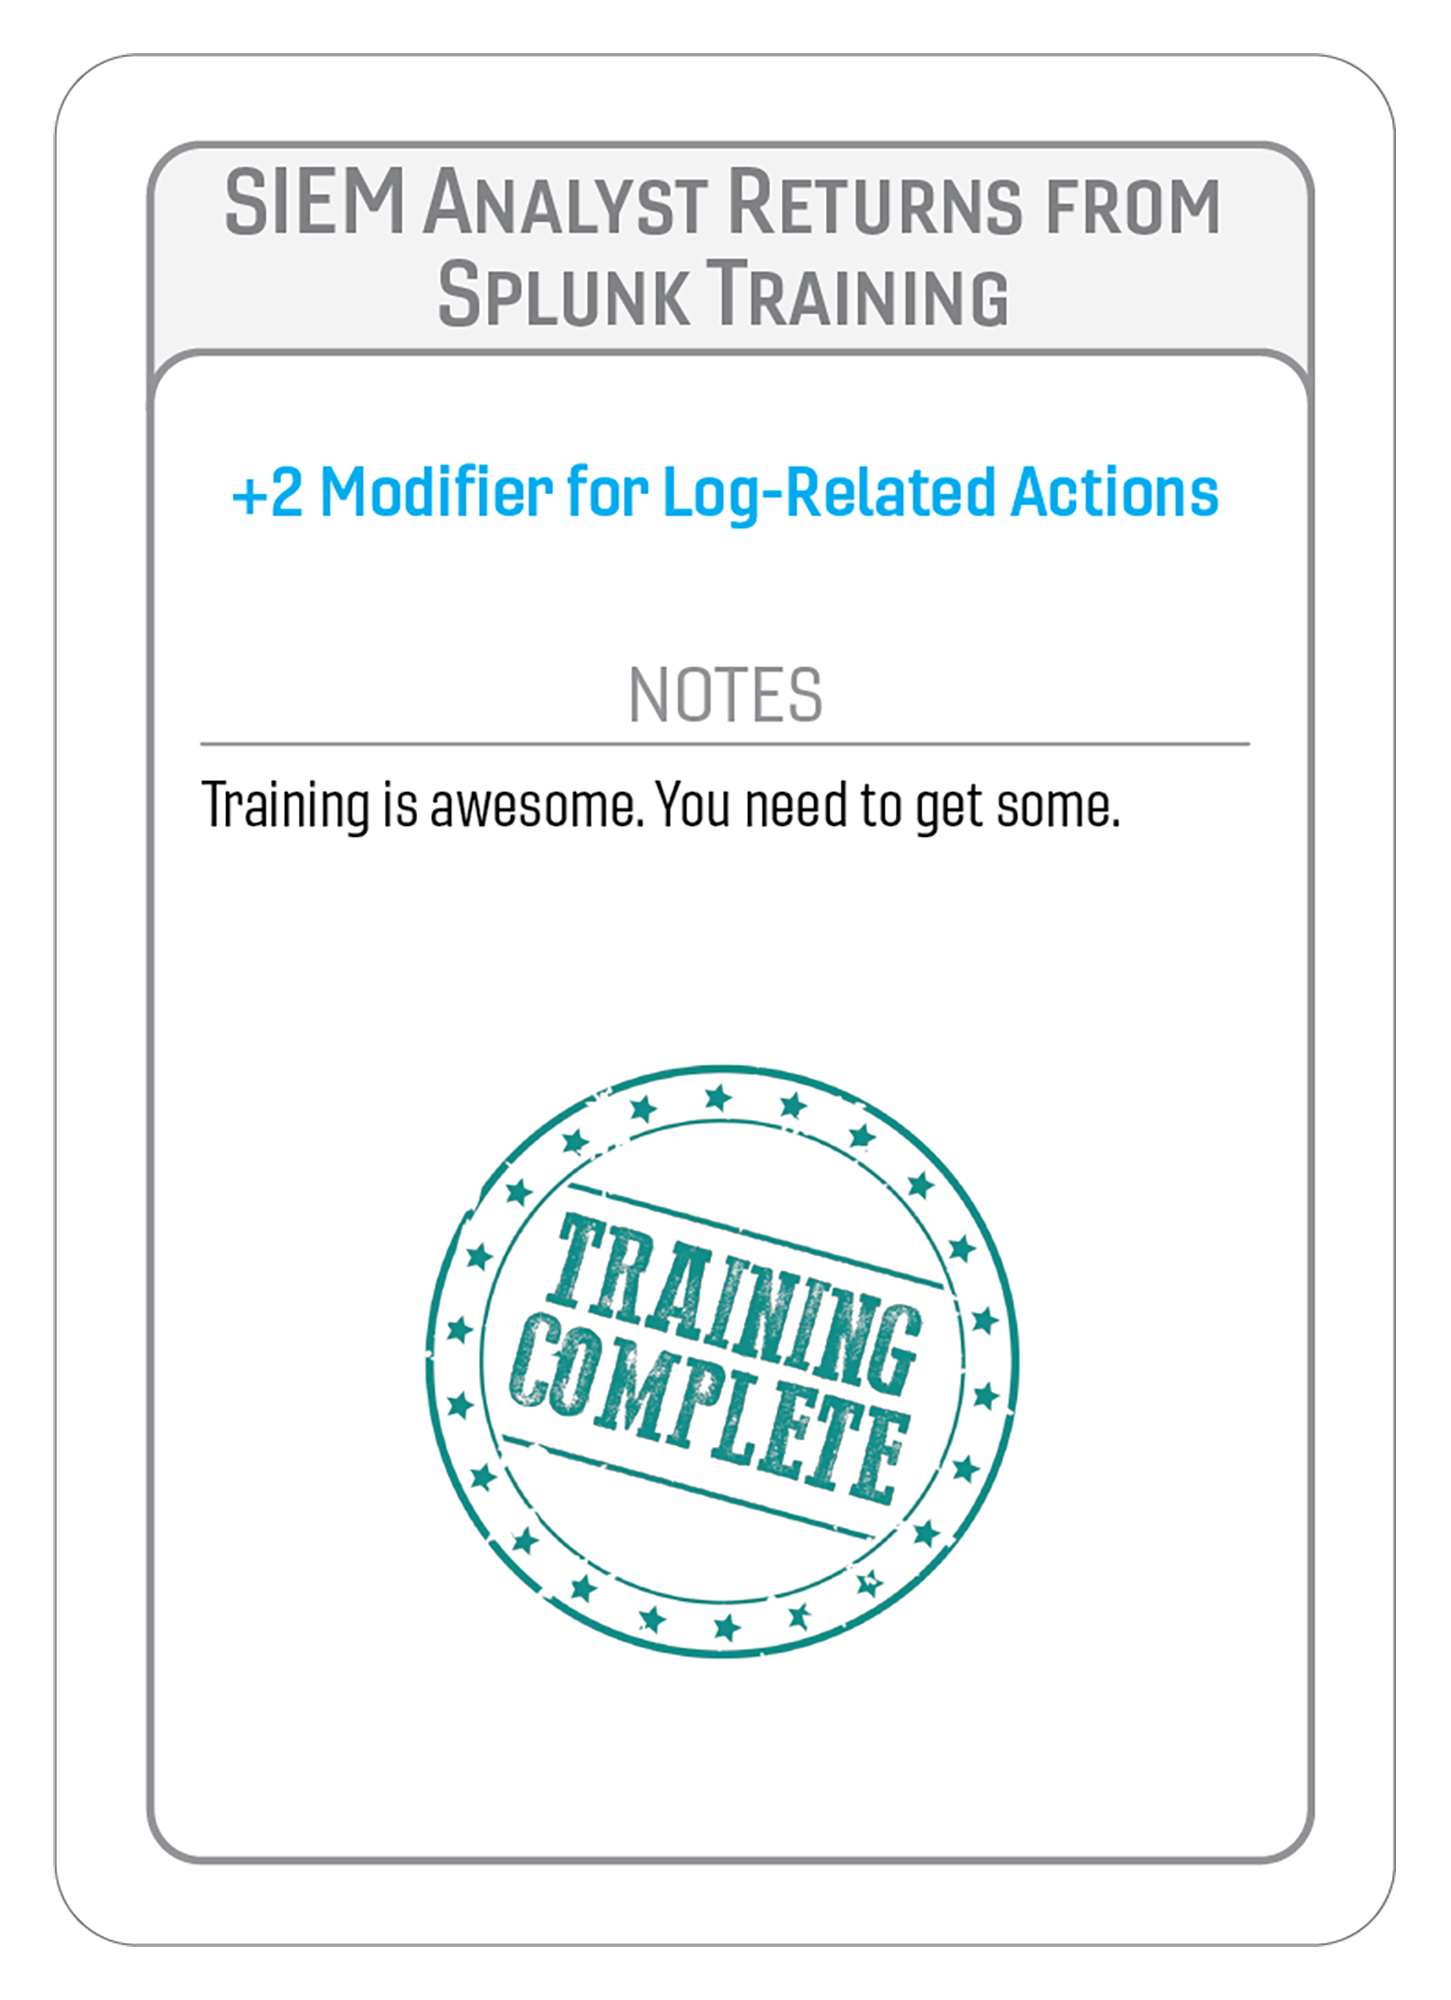 SIEM Analyst Returns from
Splunk Training
+2 Modifier for Log-Related Actions
NOTES
Training is awesome. You need to get some.
TRAINING
COMPLETE